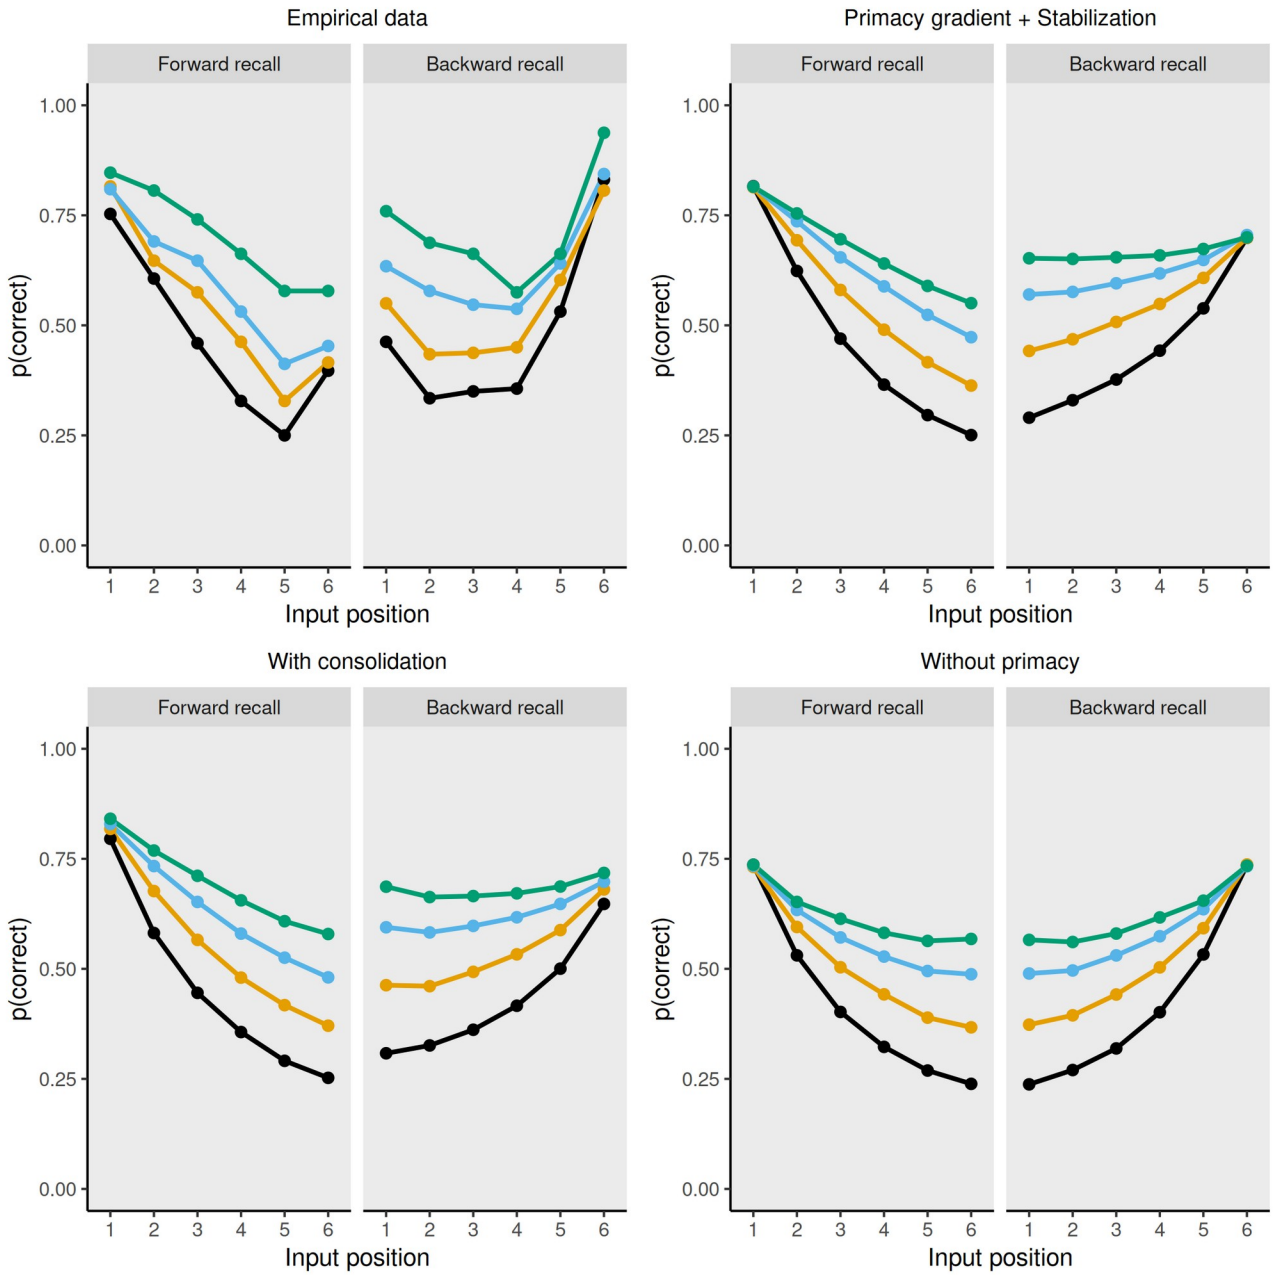 Empirical data
Forward recall
Backward recall
p(correct)
1.00
0.75
0.50
0.25
0.00
1 2 3 4 5 6
1 2 3 4 5 6
Input position
Primacy gradient + Stabilization
Forward recall
Backward recall
p(correct)
1.00
0.75
0.50
0.25
0.00
1 2 3 4 5 6
1 2 3 4 5 6
Input position
With consolidation
Forward recall
Backward recall
p(correct)
1.00
0.75
0.50
0.25
0.00
1 2 3 4 5 6
1 2 3 4 5 6
Input position
Without primacy
Forward recall
Backward recall
p(correct)
1.00
0.75
0.50
0.25
0.00
1 2 3 4 5 6
1 2 3 4 5 6
Input position